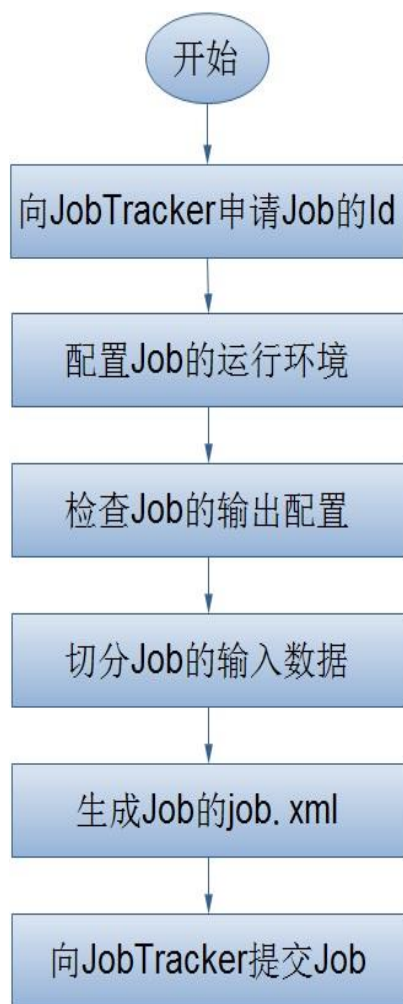 开始
向JobTracker申请Job的Id
配置Job的运行环境
检查Job的输出配置
切分Job的输入数据
生成Job的job.xml
向JobTracker提交Job